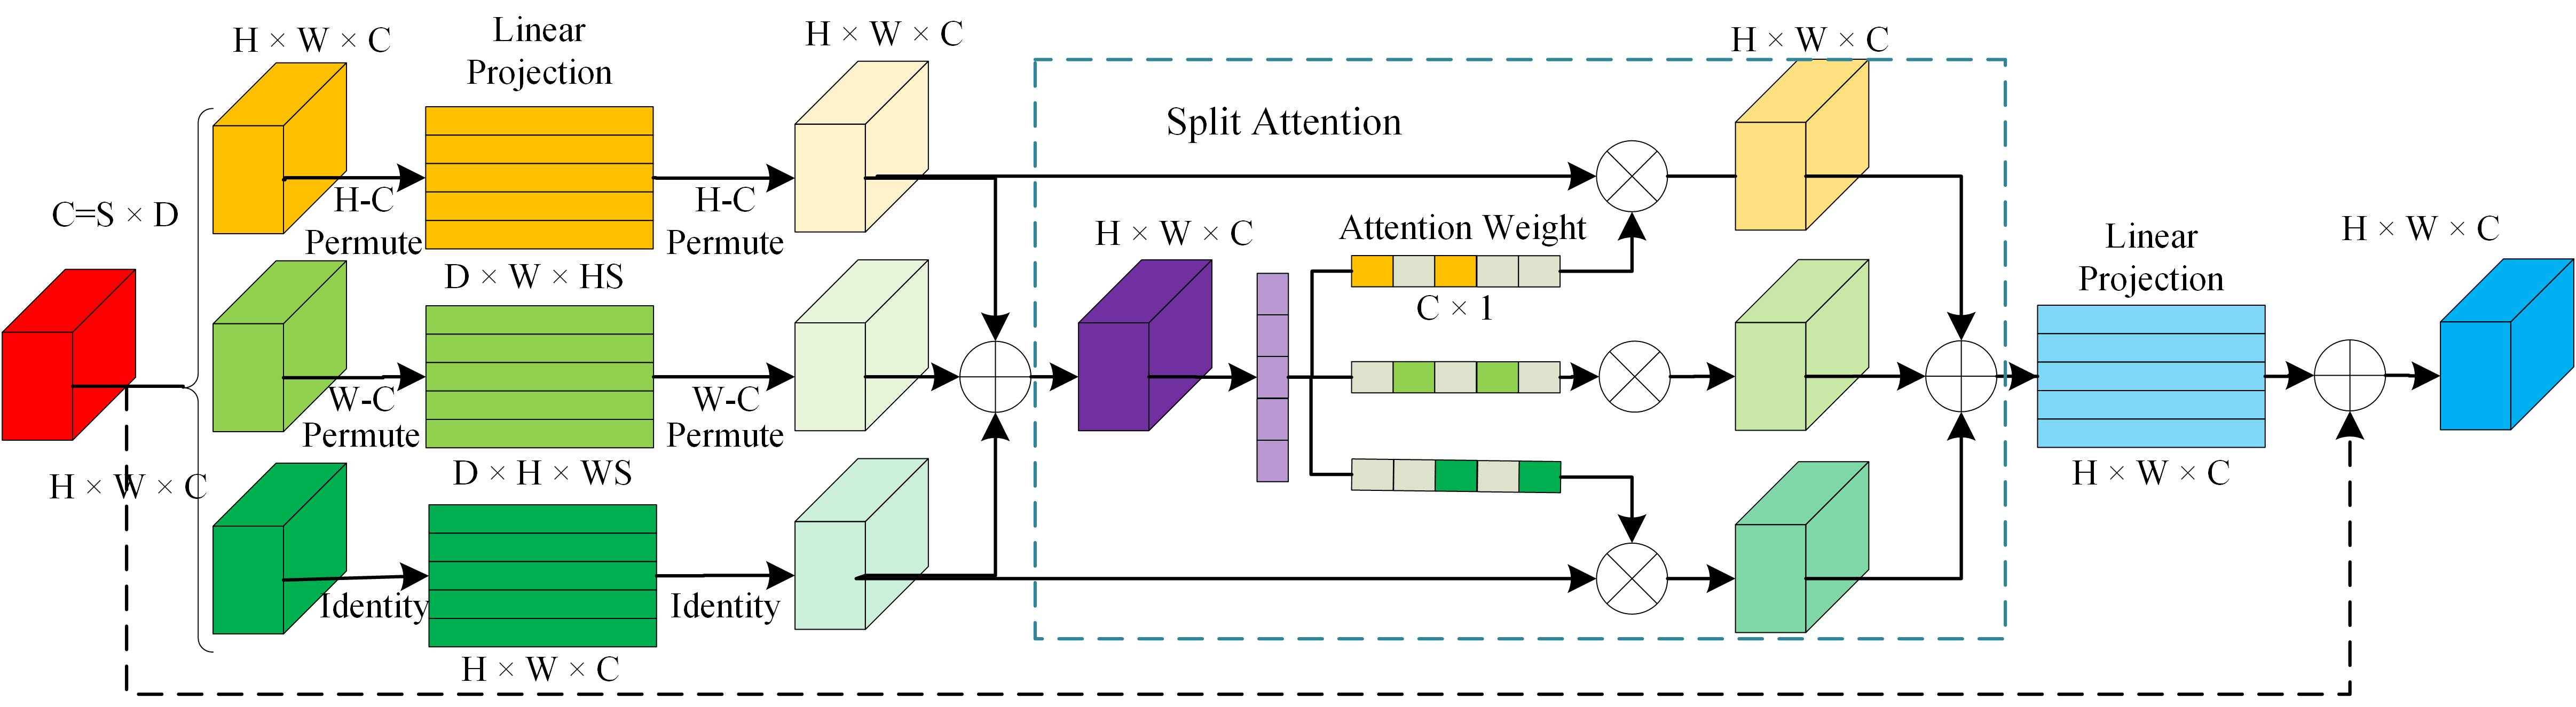 H × W × C
Linear
Projection
H × W × C
H × W × C
Split Attention
C=S × D
H-C
Permute
H-C
Permute
H × W × C
Attention Weight
H × W × C
Linear
Projection
D × W × HS
C × 1
W-C
Permute
W-C
Permute
H × W × C
D × H × WS
H × W × C
Identity
Identity
H × W × C